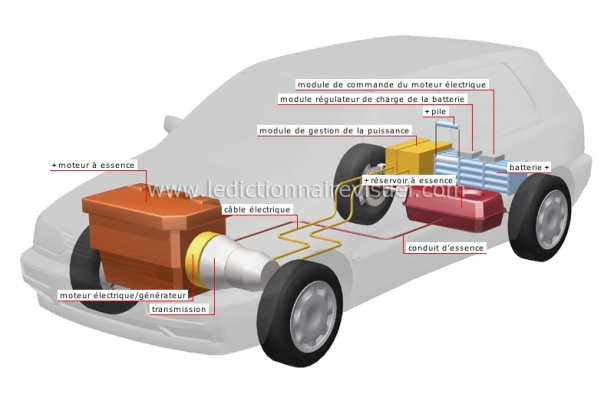 module de commande du moteur électrique
module régulateur de charge de la batterie
+ pile
module de gestion de la puissance
+ moteur à essence
batterie +
+ réservoir à essence
www.ledictionnairevisuel.com
câble électrique
conduit d'essence
moteur électrique/générateur
transmission